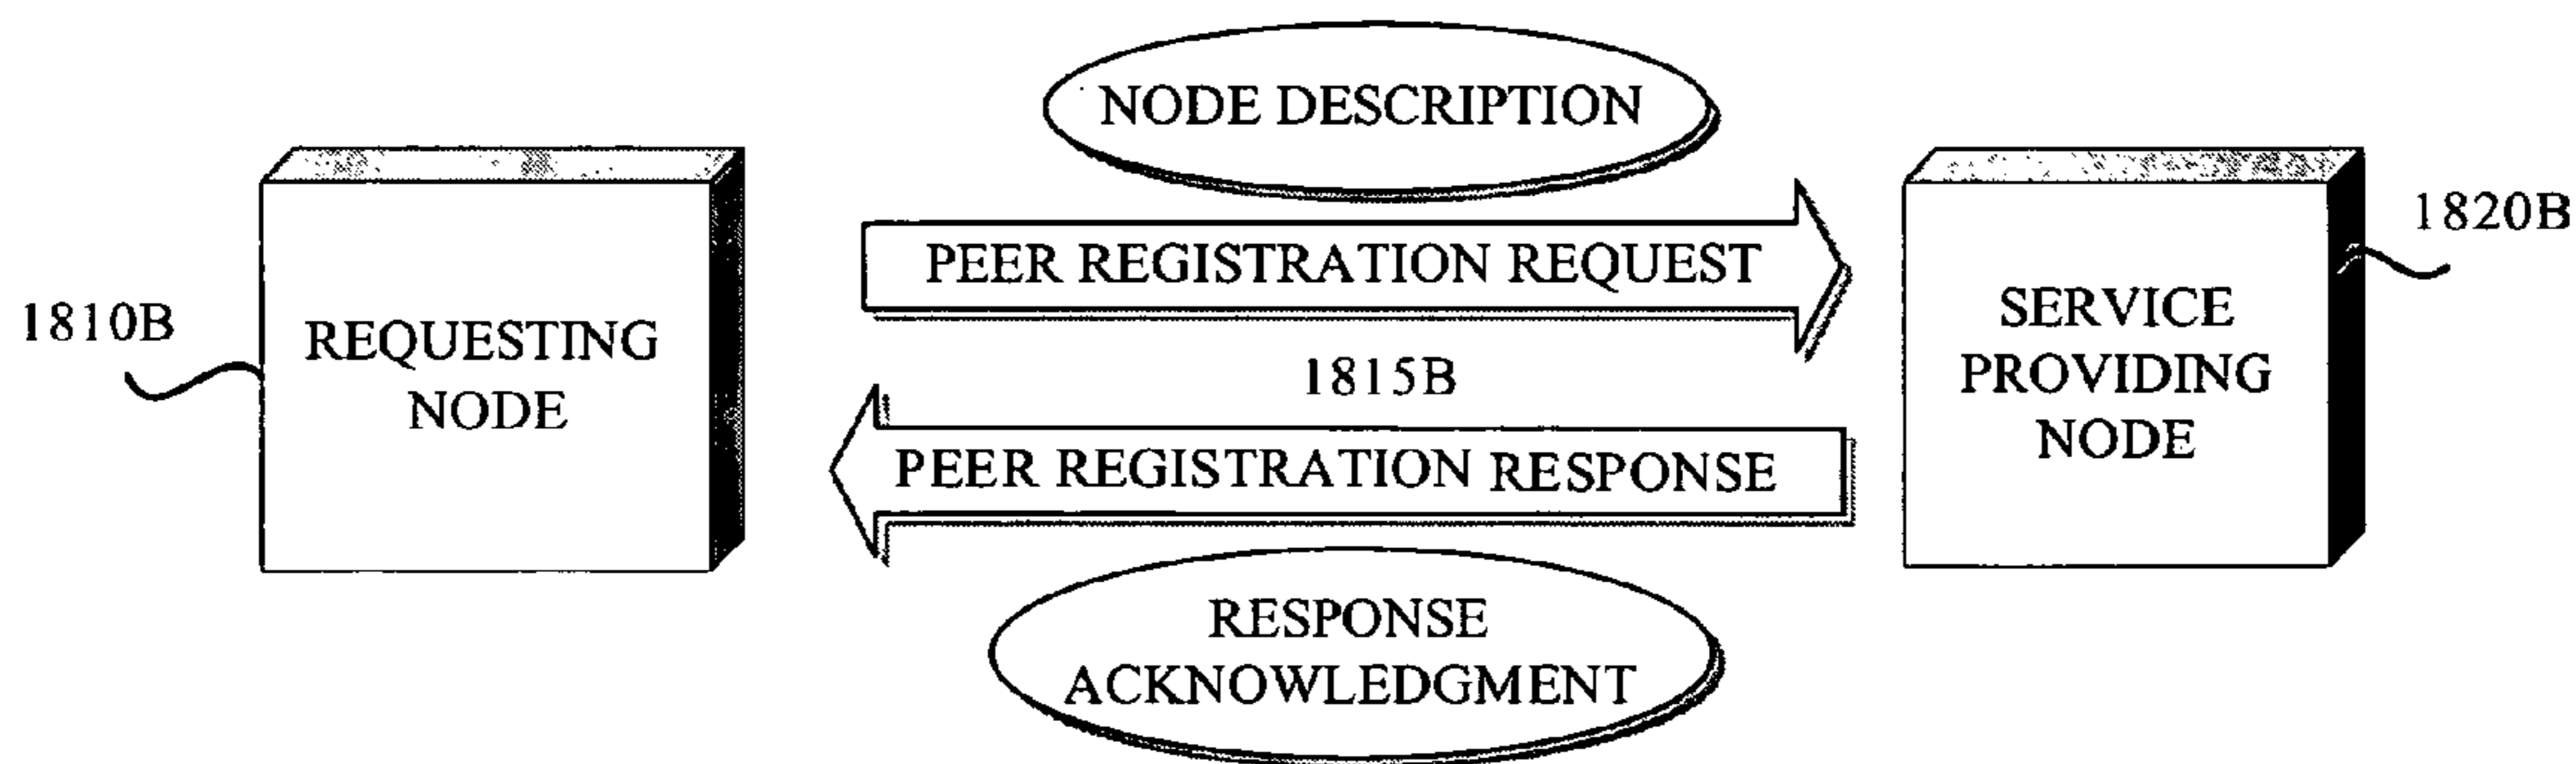 NODE DESCRIPTION
PEER REGISTRATION REQUEST
1820B
1810B
REQUESTING
NODE
SERVICE
PROVIDING
NODE
1815B
PEER REGISTRATION RESPONSE
RESPONSE
ACKNOWLEDGMENT